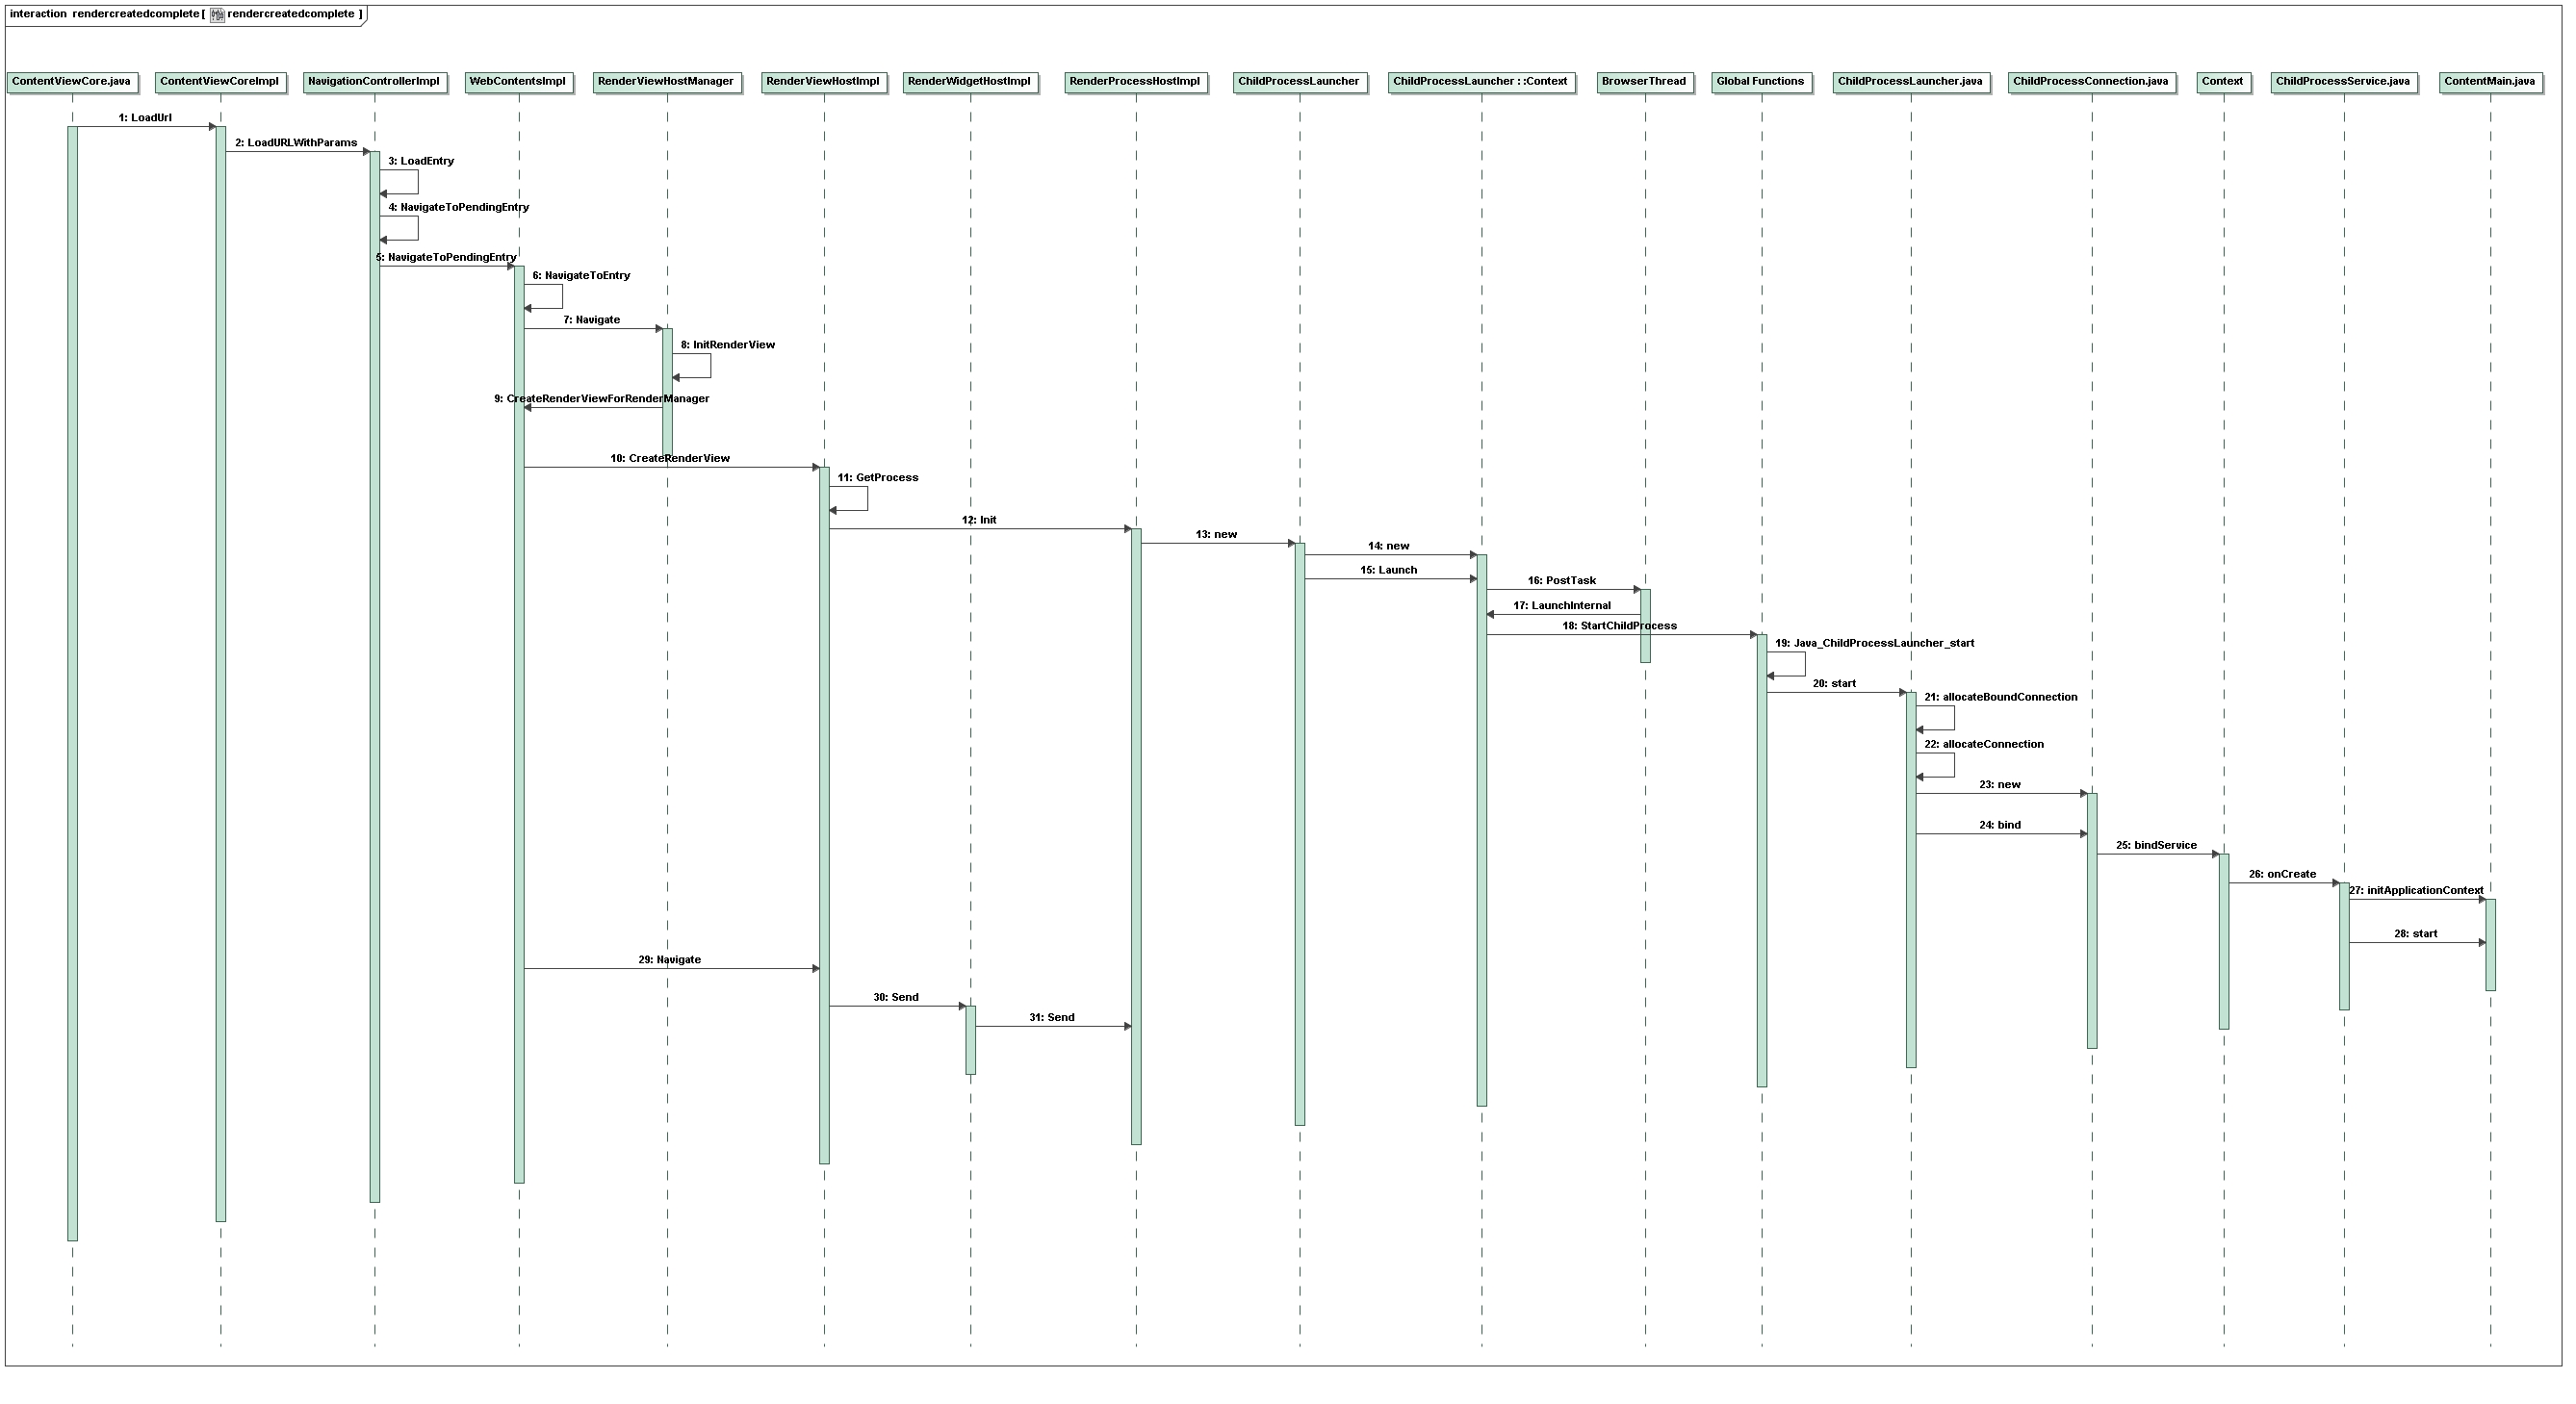 interaction rendercreatedcomplete [ rendercreatedcomplete ]
ContentViewCore.java
ContentViewCoreImpl
NavigationControllerImpl
WebContentsImpl
RenderViewHostManager
RenderViewHostImpl
RenderWidgetHostImpl
RenderProcessHostImpl
ChildProcessLauncher
ChildProcessLauncher ::Context
BrowserThread
Global Functions
ChildProcessLauncher.java
ChildProcessConnection.java
Context
ChildProcessService.java
ContentMain.java
1: LoadUrl
2: LoadURLWithParams
3: LoadEntry
4: NavigateToPendingEntry
5: NavigateToPendingEntry
6: NavigateToEntry
7: Navigate
8: InitRenderView
9: CreateRenderViewForRenderManager
10: CreateRenderView
11: GetProcess
12: Init
13: new
14: new
15: Launch
16: PostTask
17: LaunchInternal
18: StartChildProcess
19: Java_ChildProcessLauncher_start
20: start
21: allocateBoundConnection
22: allocateConnection
23: new
24: bind
25: bindService
26: onCreate
27: initApplicationContext
28: start
29: Navigate
30: Send
31: Send